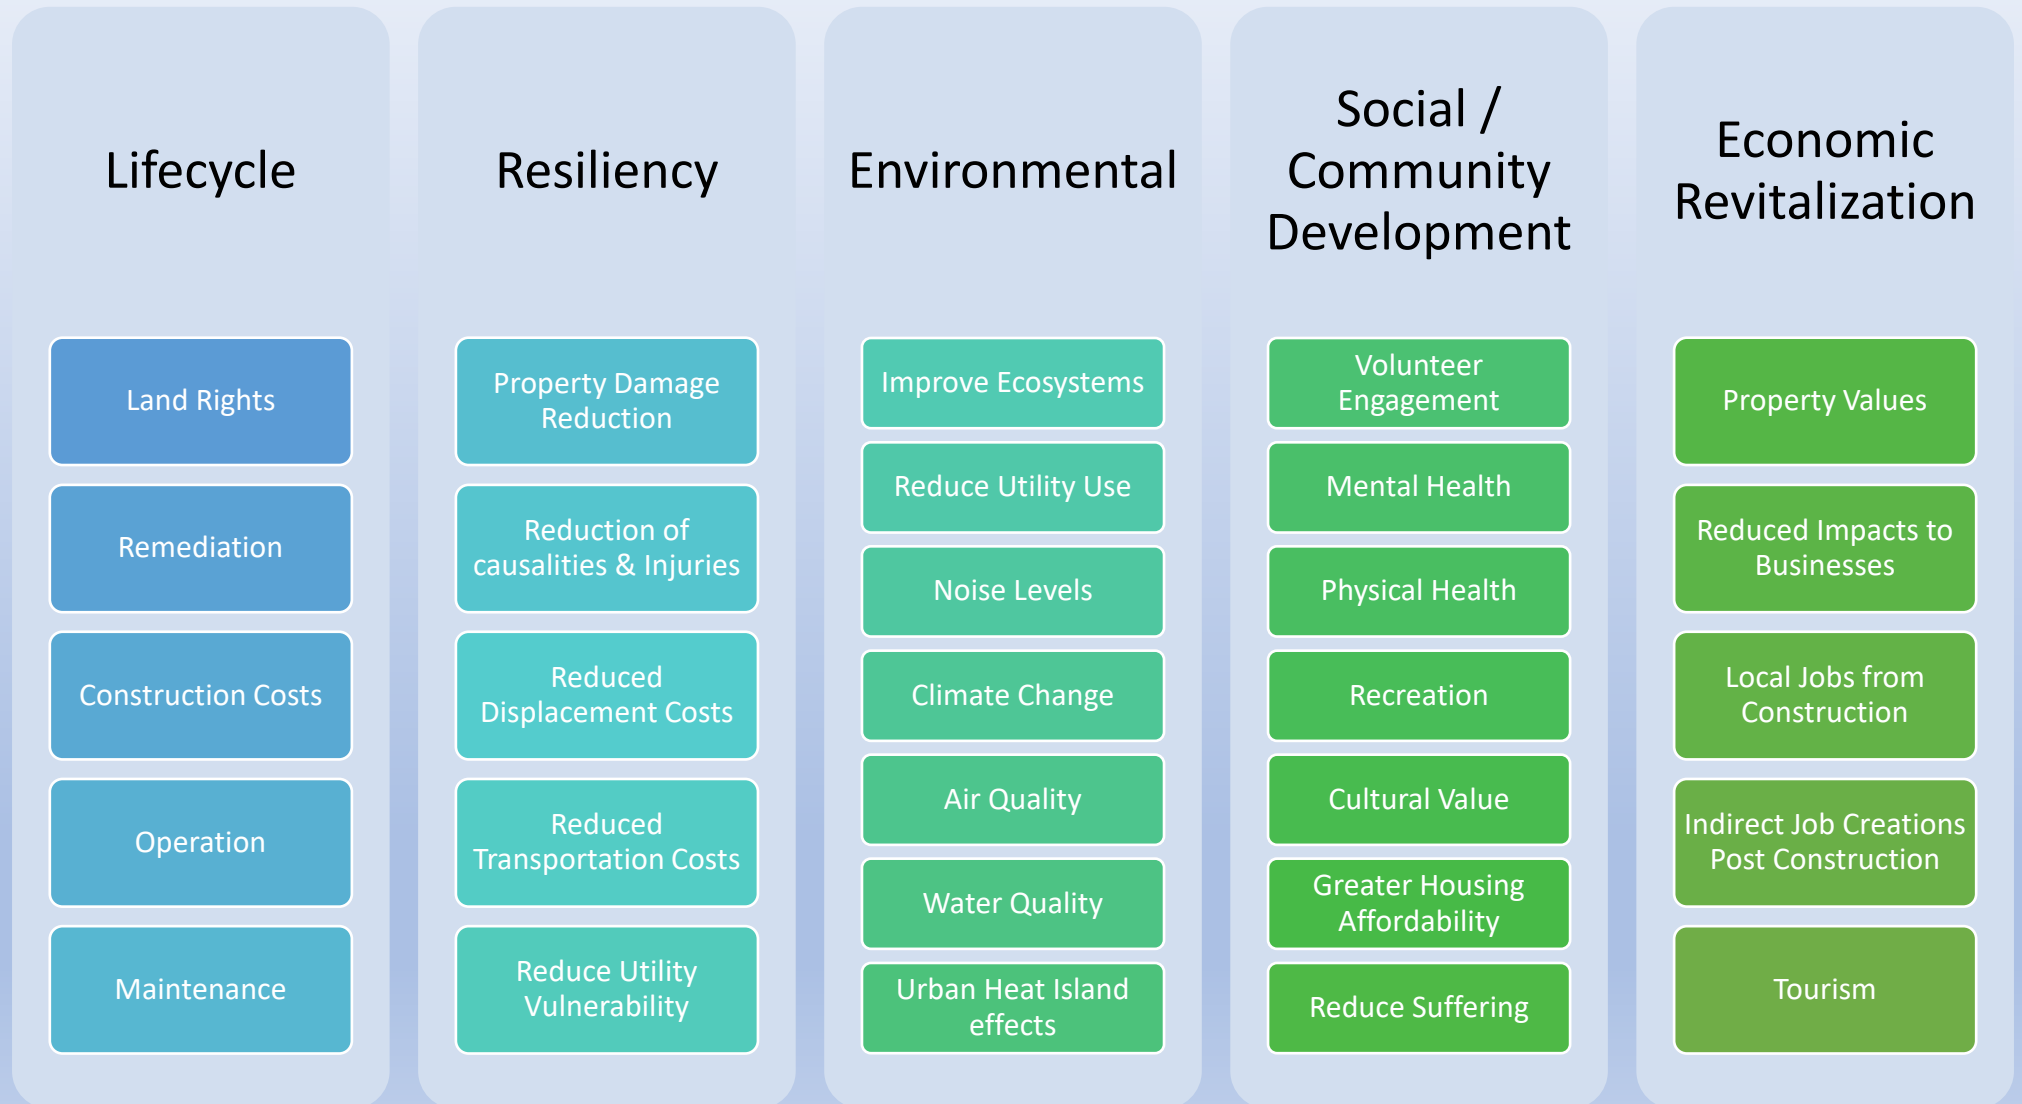 Lifecycle
Land Rights
Remediation
Construction Costs
Operation
Maintenance
Resiliency
Property Damage
Reduction
Reduction of
causalities & Injuries
Reduced
Displacement Costs
Reduced
Transportation Costs
Reduce Utility
Vulnerability
Environmental
Improve Ecosystems
Reduce Utility Use
Noise Levels
Climate Change
Air Quality
Water Quality
Urban Heat Island
effects
Social /
Community
Development
Volunteer
Engagement
Mental Health
Physical Health
Recreation
Cultural Value
Greater Housing
Affordability
Reduce Suffering
Economic
Revitalization
Property Values
Reduced Impacts to
Businesses
Local Jobs from
Construction
Indirect Job Creations
Post Construction
Tourism